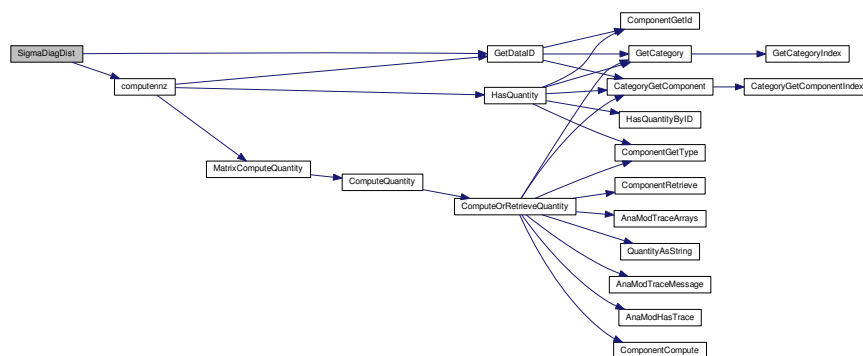 ComponentGetId
SigmaDiagDist
GetDataID
GetCategory
GetCategoryIndex
computennz
CategoryGetComponent
CategoryGetComponentIndex
HasQuantity
HasQuantityByID
ComponentGetType
MatrixComputeQuantity
ComputeQuantity
ComponentRetrieve
ComputeOrRetrieveQuantity
AnaModTraceArrays
QuantityAsString
AnaModTraceMessage
AnaModHasTrace
ComponentCompute